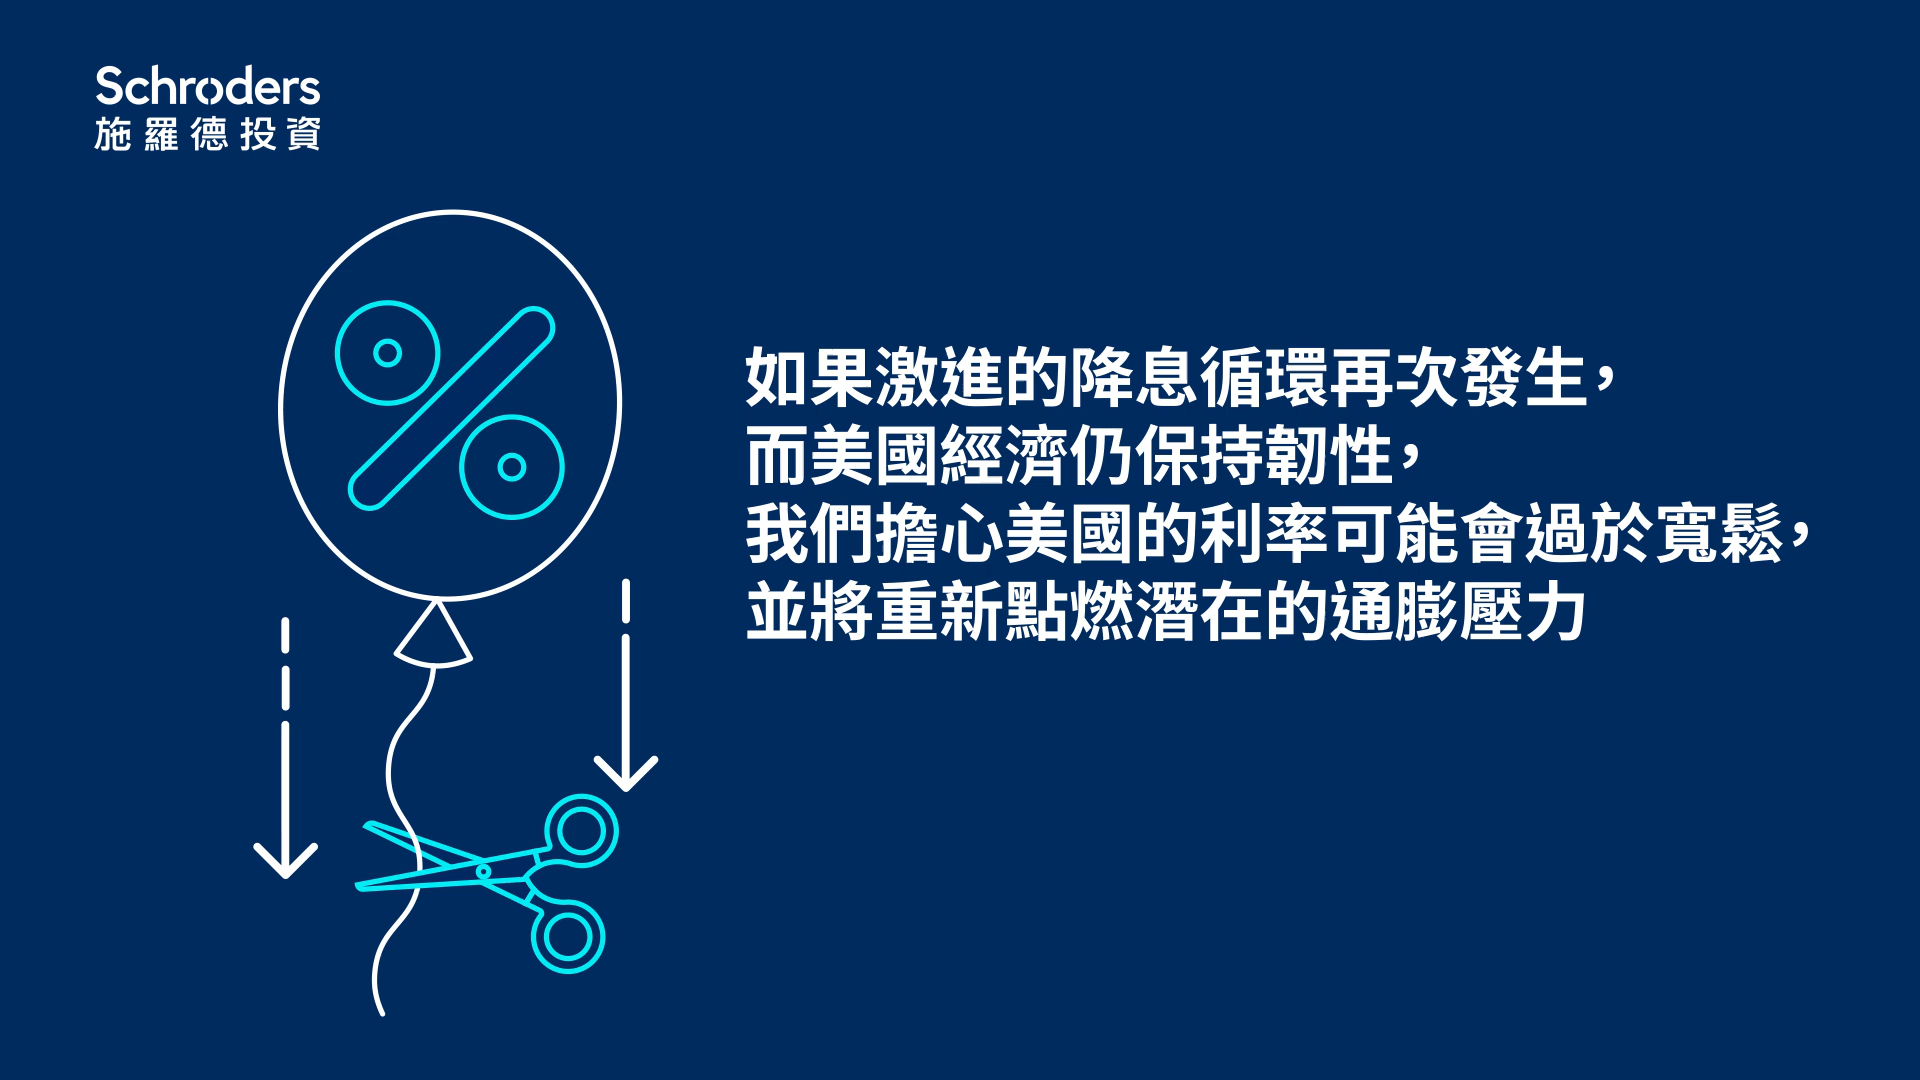 Schroders
施羅德投資
如果激進的降息循環再次發生，
而美國經濟仍保持韌性，
我們擔心美國的利率可能會過於寬鬆，
並將重新點燃潛在的通膨壓力
%